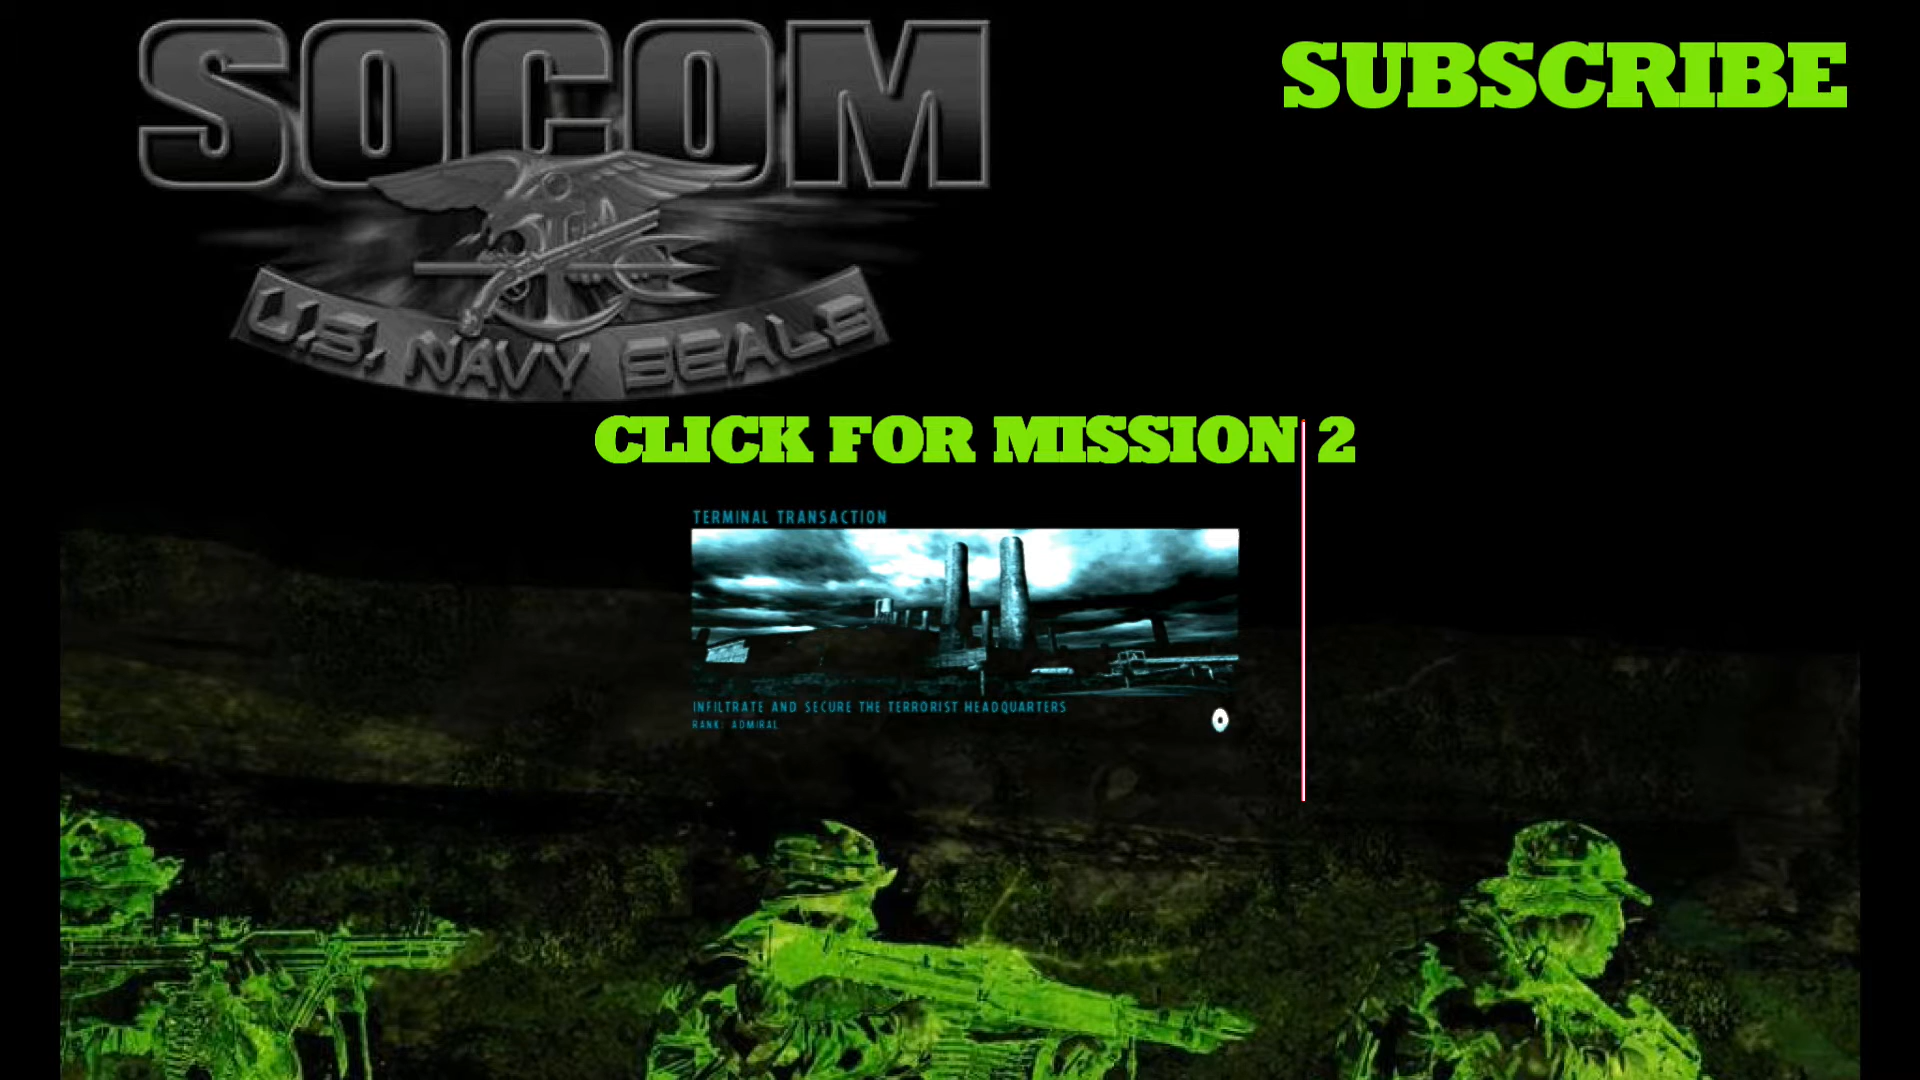 SOCOM
U.S. NAVY SEALS
SUBSCRIBE
CLICK FOR MISSION 2
TERMINAL TRANSACTION
INFILTRATE AND SECURE THE TERRORIST HEADQUARTERS
RANK: ADMIRAL